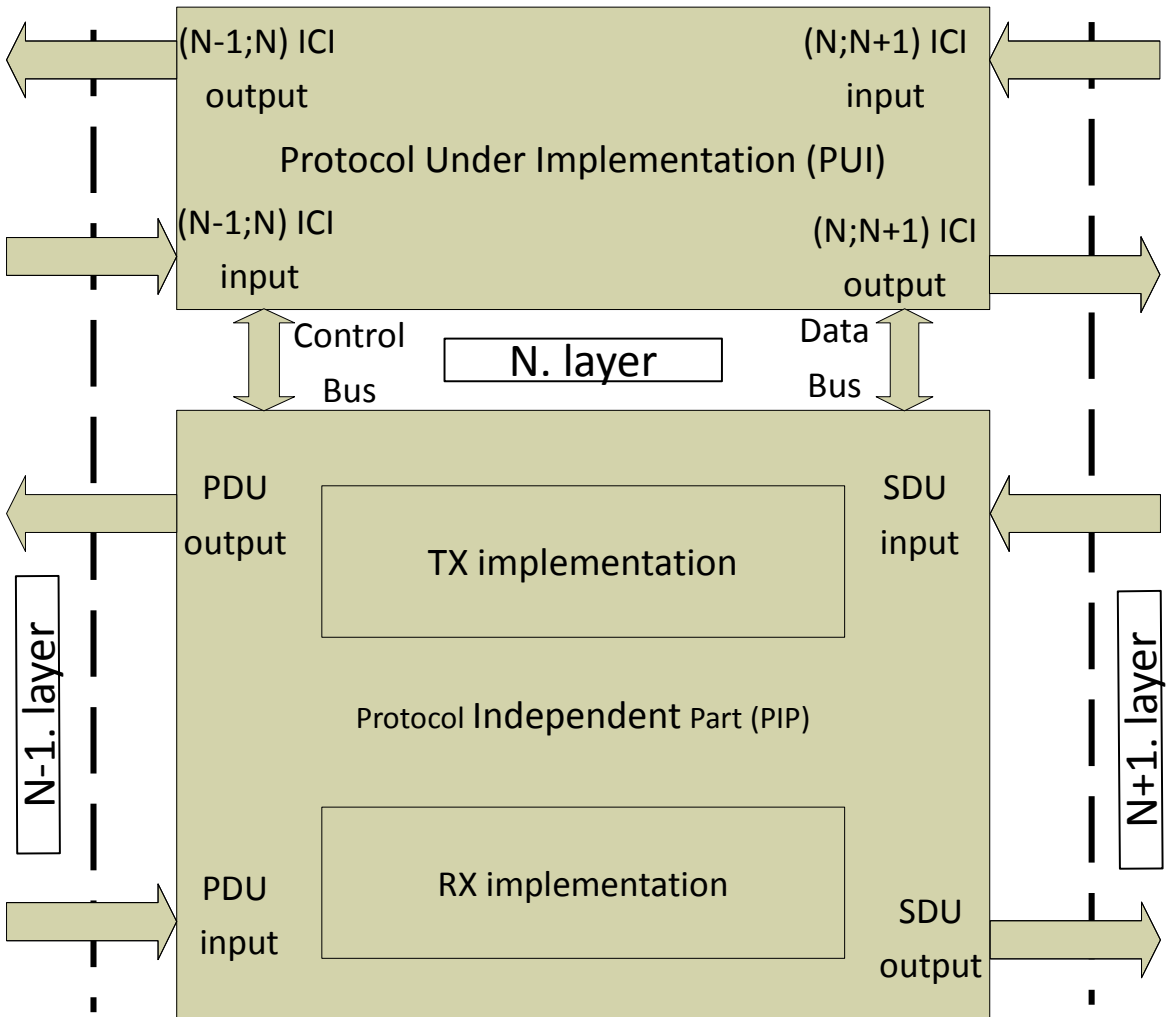 (N-1;N) ICI
output
(N;N+1) ICI
input
Protocol Under Implementation (PUI)
(N-1;N) ICI
input
(N;N+1) ICI
output
Control
Bus
N. layer
Data
Bus
PDU
output
TX implementation
SDU
input
N-1. layer
Protocol Independent Part (PIP)
N+1. layer
PDU
input
RX implementation
SDU
output